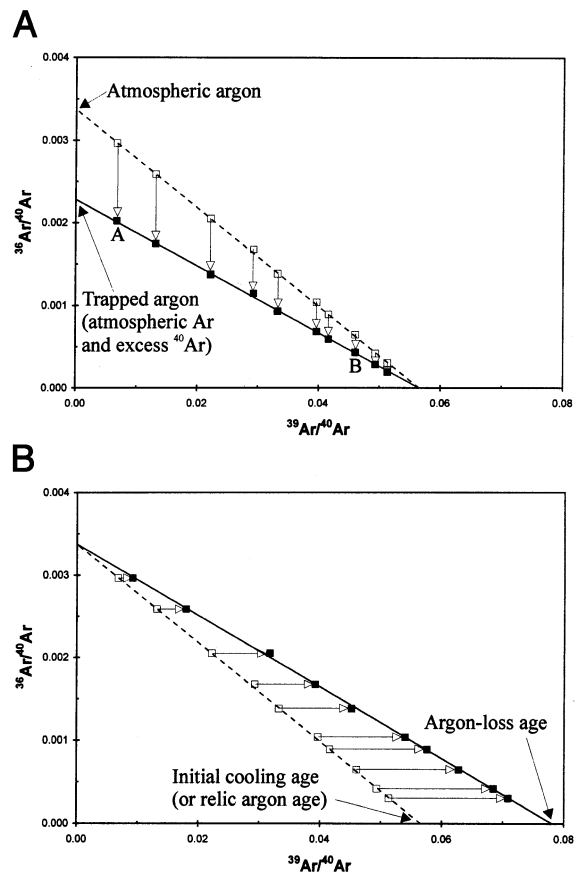 A
0.004
Atmospheric argon
0.003
36Ar/40Ar
0.002
A
0.001
Trapped argon
(atmospheric Ar
and excess 40Ar)
B
0.000
0.00 0.02 0.04 0.06 0.08
39Ar/40Ar
B
0.004
0.003
36Ar/40Ar
0.002
0.001
Argon-loss age
Initial cooling age
(or relic argon age)
0.000
0.00 0.02 0.04 0.06 0.08
39Ar/40Ar